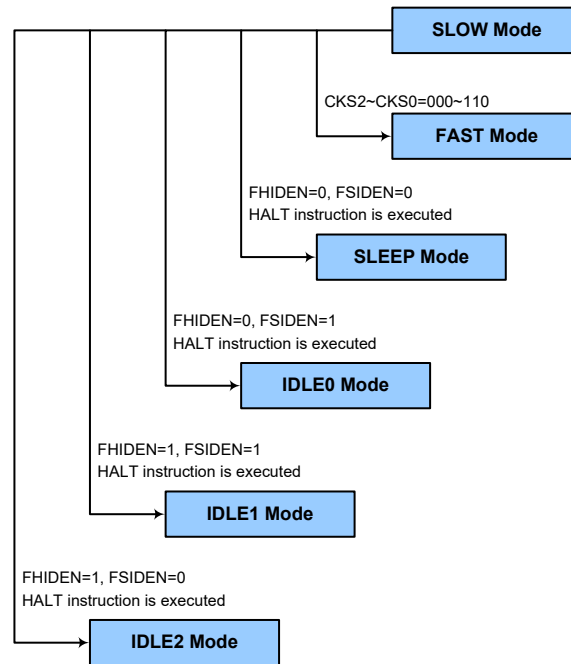 SLOW Mode
CKS2~CKS0=000~110
FAST Mode
FHIDEN=0, FSIDEN=0
HALT instruction is executed
SLEEP Mode
FHIDEN=0, FSIDEN=1
HALT instruction is executed
IDLE0 Mode
FHIDEN=1, FSIDEN=1
HALT instruction is executed
IDLE1 Mode
FHIDEN=1, FSIDEN=0
HALT instruction is executed
IDLE2 Mode